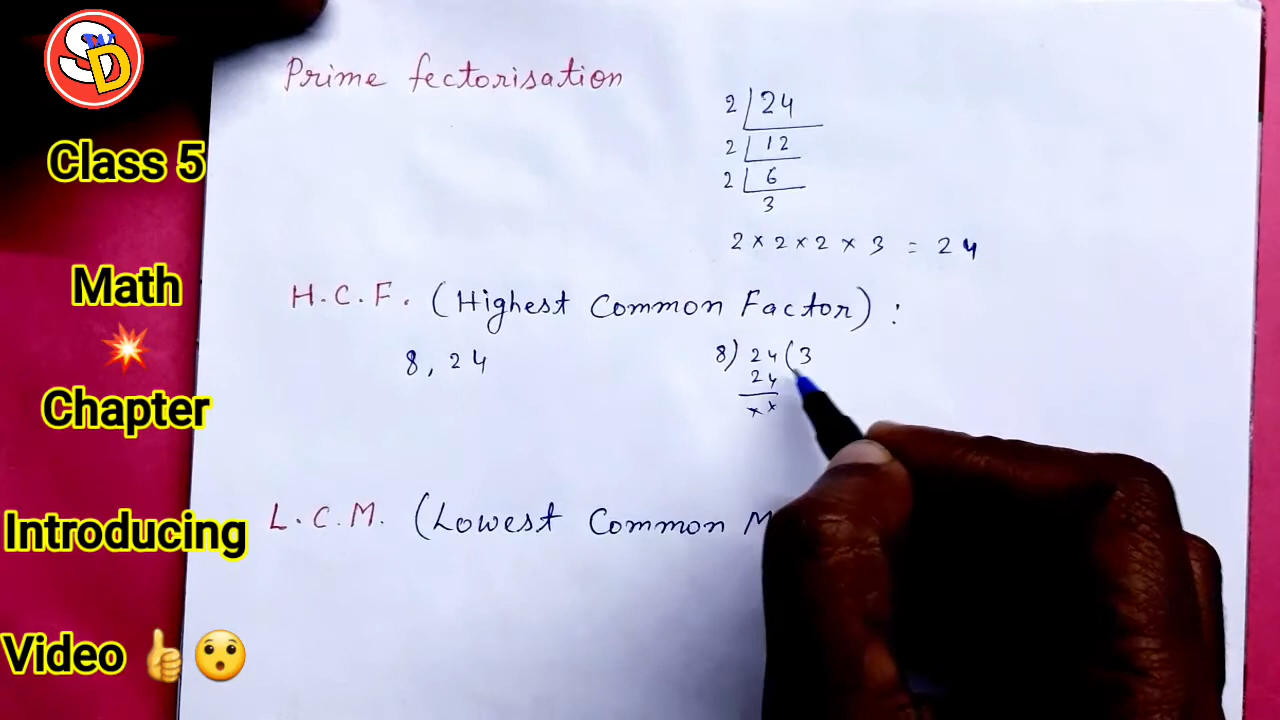 SWD
Class 5
Math
Chapter
Introducing
Video
Prime fectorisation
2 24
2 12
2 6
3
2 × 2 × 2 × 3 = 24
H.C.F. (Highest Common Factor) :
8, 24
8) 24 (3
24
× ×
L.C.M. (Lowest Common M